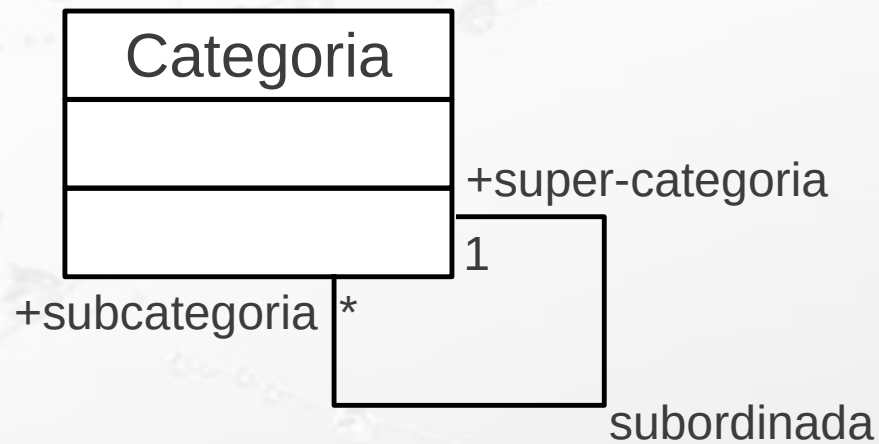 Categoria
+super-categoria
1
+subcategoria *
subordinada